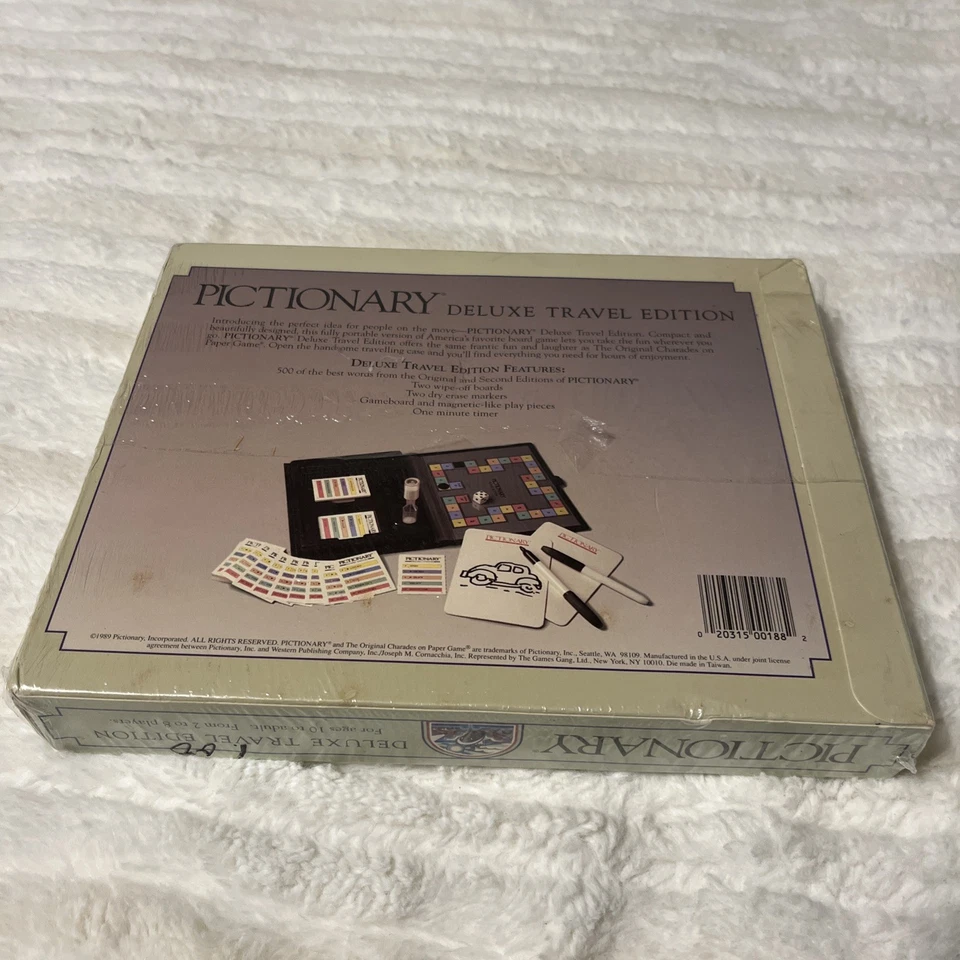 PICTIONARY™ DELUXE TRAVEL EDITION
Introducing the perfect idea for people on the move—PICTIONARY® Deluxe Travel Edition. Compact and
beautifully designed, this fully portable version of America's favorite board game lets you take the fun wherever you
go. PICTIONARY® Deluxe Travel Edition offers the same frantic fun and laughter as The Original Charades on
Paper Game®. Open the handsome travelling case and you'll find everything you need for hours of enjoyment.
DELUXE TRAVEL EDITION FEATURES:
500 of the best words from the Original and Second Editions of PICTIONARY®
Two wipe-off boards
Two dry erase markers
Gameboard and magnetic-like play pieces
One minute timer
PICTIONARY
PICTIONARY
PICTIONARY
PICTIONARY
0 20315 00188 2
©1989 Pictionary, Incorporated. ALL RIGHTS RESERVED. PICTIONARY® and The Original Charades on Paper Game® are trademarks of Pictionary, Inc., Seattle, WA 98109. Manufactured in the U.S.A. under joint license
agreement between Pictionary, Inc. and Western Publishing Company, Inc./Joseph M. Cornacchia, Inc. Represented by The Games Gang, Ltd., New York, NY 10010. Die made in Taiwan.
PICTIONARY
DELUXE TRAVEL EDITION
For ages 10 to adult. From 2 to 8 players